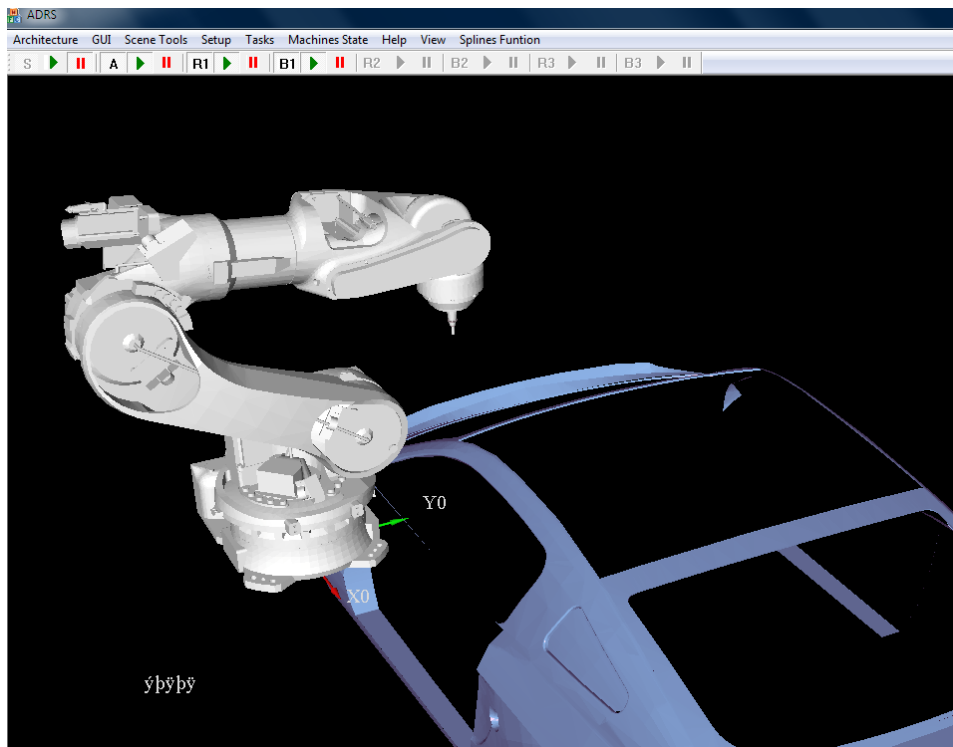 ADRS
Architecture GUI Scene Tools Setup Tasks Machines State Help View Splines Funtion
S A R1 B1 R2 B2 R3 B3
Y0
X0
ýþÿþÿ